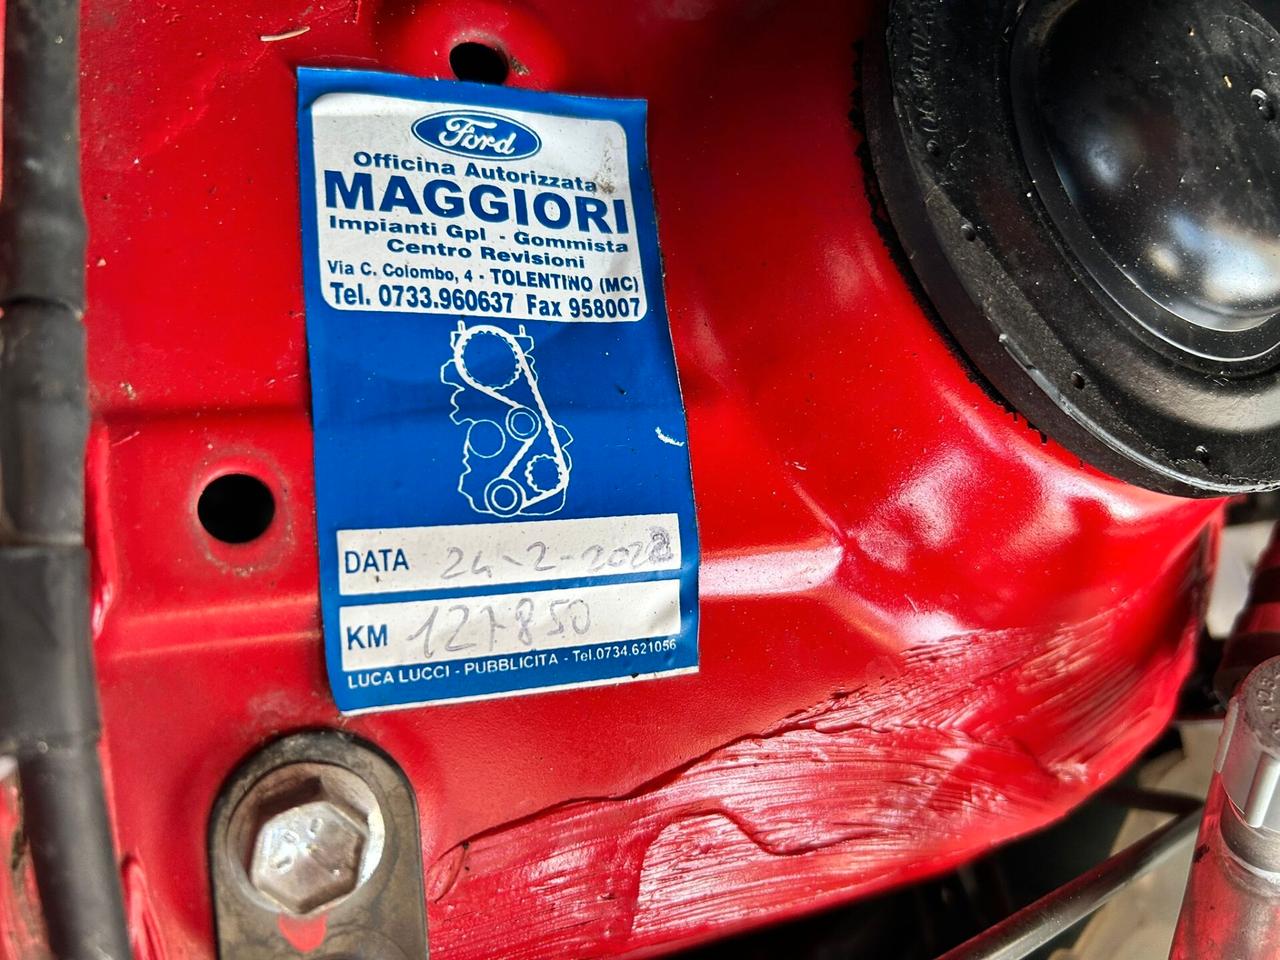 Ford
Officina Autorizzata
MAGGIORI
Impianti Gpl - Gommista
Centro Revisioni
Via C. Colombo, 4 - TOLENTINO (MC)
Tel. 0733.960637 Fax 958007
DATA 24-2-2022
KM 127850
LUCA LUCCI - PUBBLICITA - Tel.0734.621056